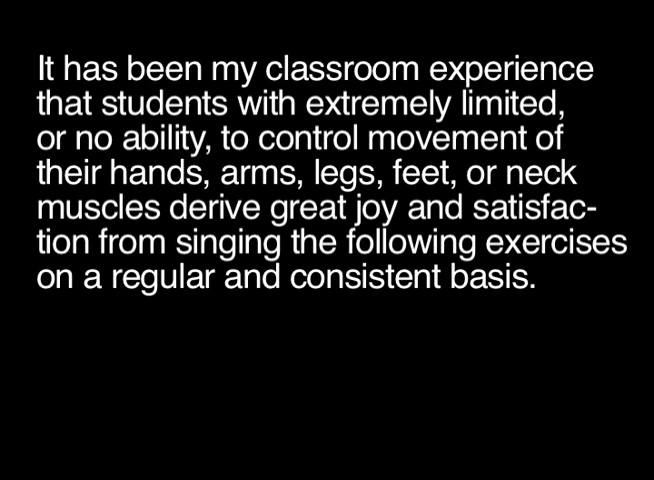 It has been my classroom experience
that students with extremely limited,
or no ability, to control movement of
their hands, arms, legs, feet, or neck
muscles derive great joy and satisfac-
tion from singing the following exercises
on a regular and consistent basis.